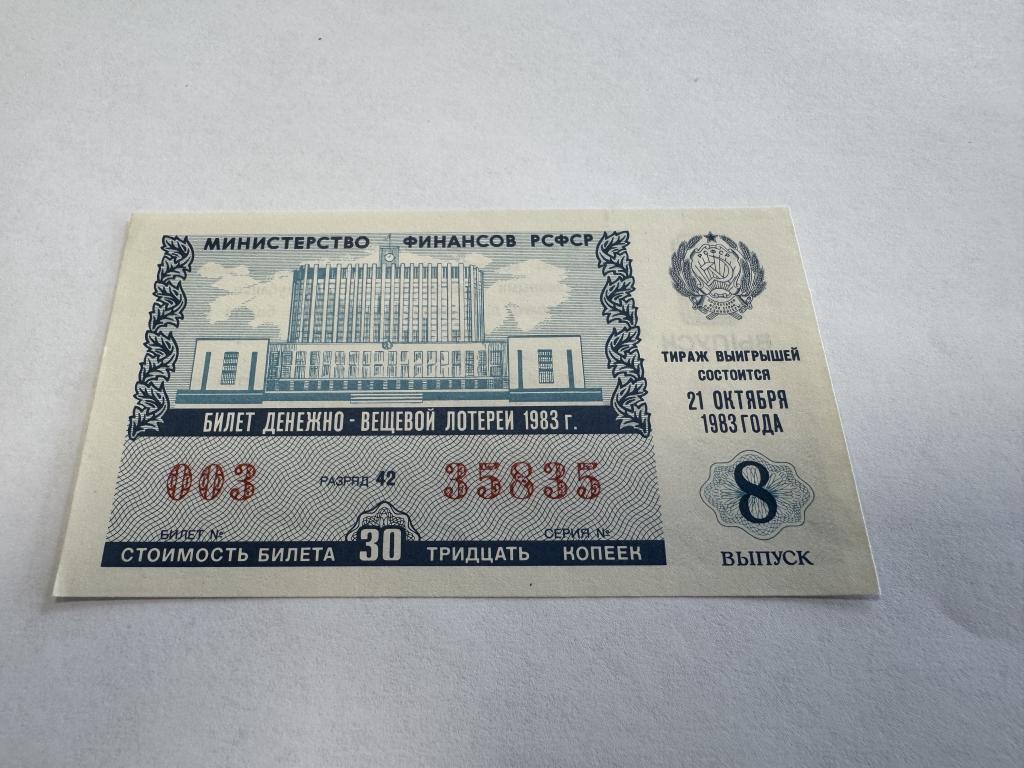 МИНИСТЕРСТВО ФИНАНСОВ РСФСР
БИЛЕТ ДЕНЕЖНО - ВЕЩЕВОЙ ЛОТЕРЕИ 1983 г.
003 РАЗРЯД 42 35835
БИЛЕТ № СЕРИЯ №
СТОИМОСТЬ БИЛЕТА 30 ТРИДЦАТЬ КОПЕЕК
ТИРАЖ ВЫИГРЫШЕЙ
СОСТОИТСЯ
21 ОКТЯБРЯ
1983 ГОДА
8
ВЫПУСК